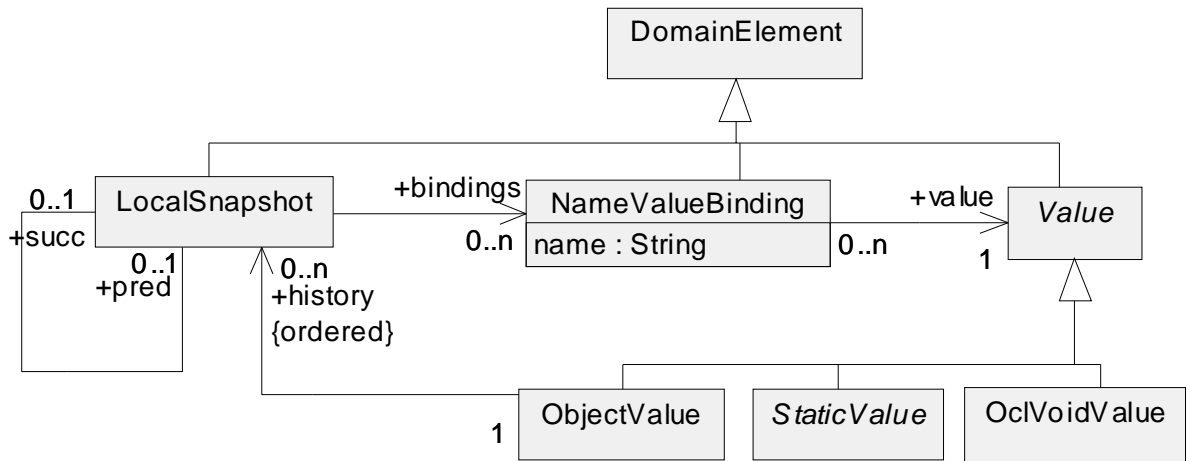 DomainElement
LocalSnapshot
+bindings
NameValueBinding
+value
Value
0..1
+succ
0..n
name : String
0..n
1
0..1
+pred
0..n
+history
{ordered}
1
ObjectValue
StaticValue
OclVoidValue